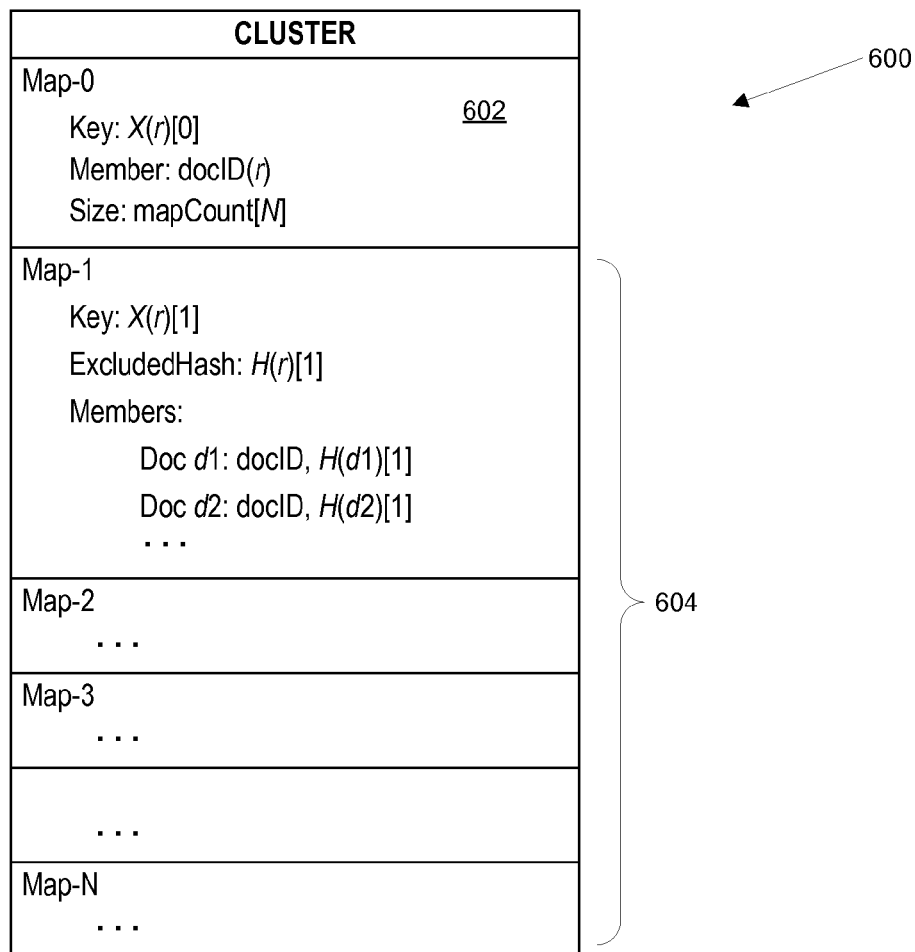 CLUSTER
600
Map-0
602
Key: X(r)[0]
Member: docID(r)
Size: mapCount[N]
Map-1
Key: X(r)[1]
ExcludedHash: H(r)[1]
Members:
Doc d1: docID, H(d1)[1]
Doc d2: docID, H(d2)[1]
. . .
Map-2
. . .
604
Map-3
. . .
. . .
Map-N
. . .